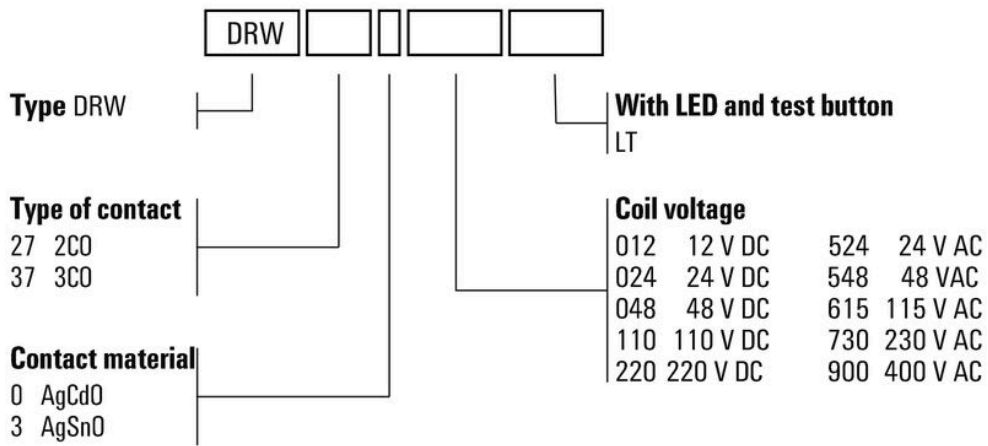 DRW
Type DRW
With LED and test button
LT
Type of contact
27 2CO
37 3CO
Contact material
0 AgCdO
3 AgSnO
Coil voltage
012 12 V DC 524 24 V AC
024 24 V DC 548 48 VAC
048 48 V DC 615 115 V AC
110 110 V DC 730 230 V AC
220 220 V DC 900 400 V AC